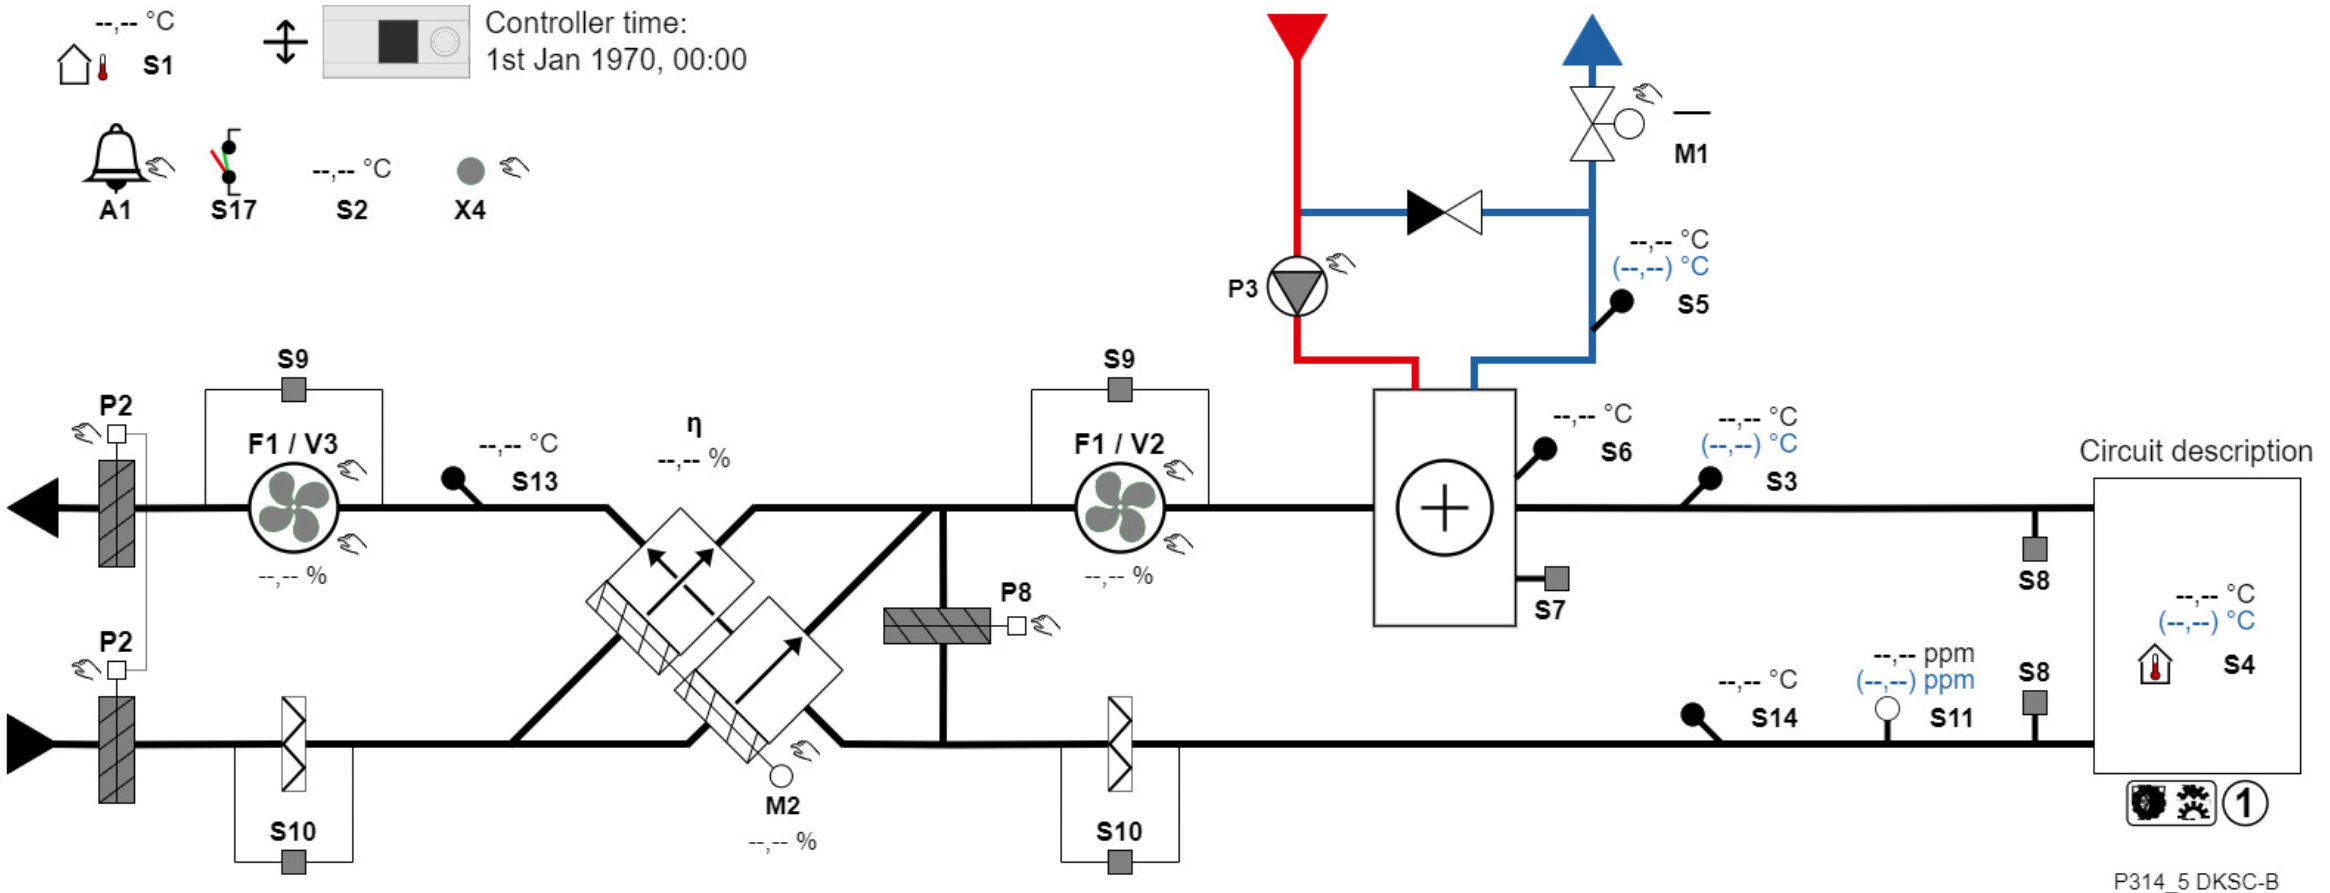 --,-- °C
S1
Controller time:
1st Jan 1970, 00:00
A1
S17
--,-- °C
S2
X4
M1
--,-- °C
(--,--) °C
S5
P3
S9
S9
P2
F1 / V3
--,-- %
--,-- °C
S13
η
--,-- %
F1 / V2
--,-- %
--,-- °C
S6
--,-- °C
(--,--) °C
S3
Circuit description
S7
S8
P8
P2
--,-- °C
(--,--) °C
S4
--,-- °C
S14
--,-- ppm
(--,--) ppm
S11
S8
M2
--,-- %
S10
S10
1
P314_5 DKSC-B